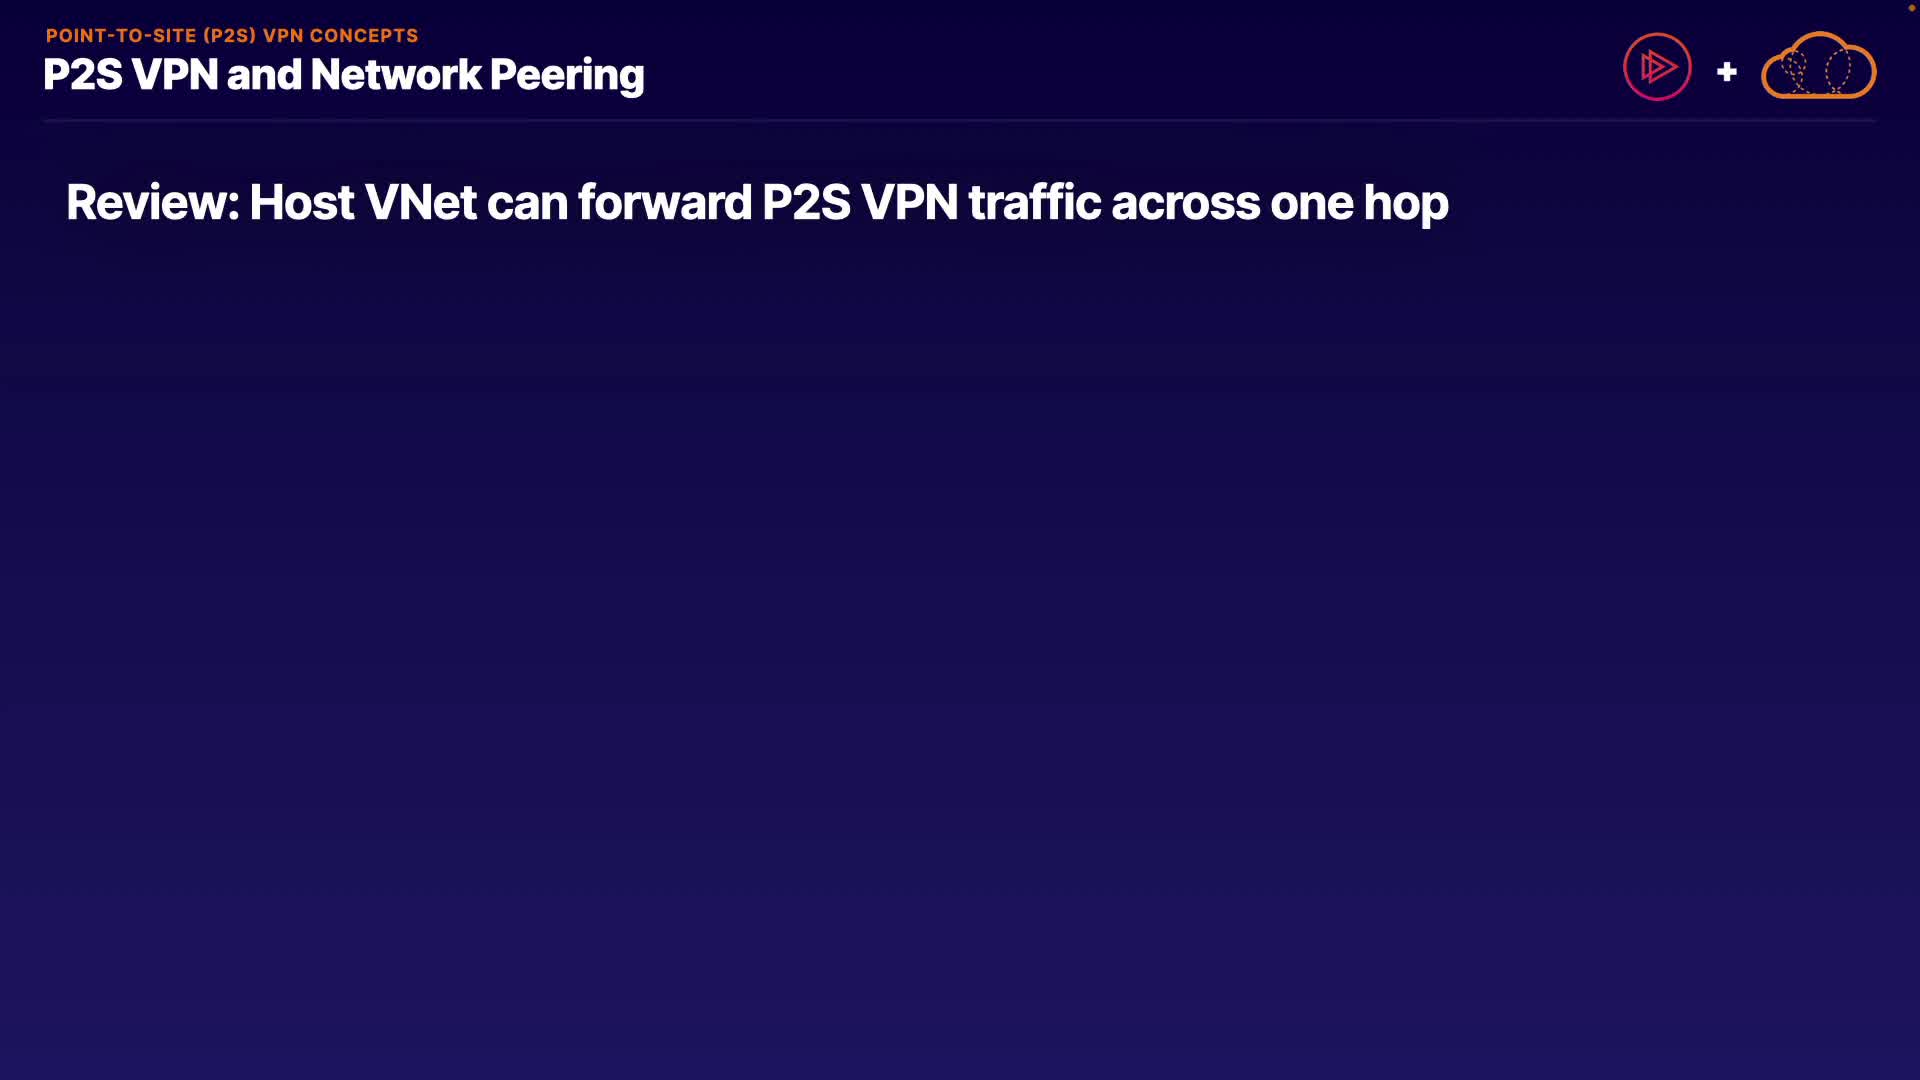 POINT-TO-SITE (P2S) VPN CONCEPTS
P2S VPN and Network Peering
+
Review: Host VNet can forward P2S VPN traffic across one hop